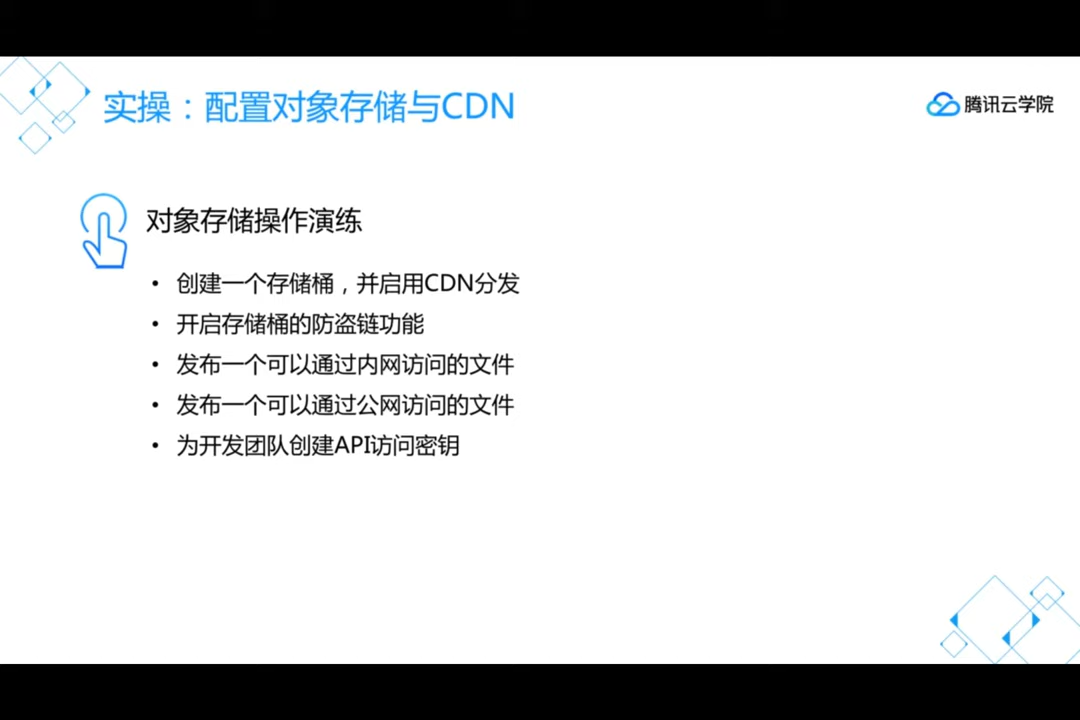 实操：配置对象存储与CDN
腾讯云学院
对象存储操作演练
• 创建一个存储桶，并启用CDN分发
• 开启存储桶的防盗链功能
• 发布一个可以通过内网访问的文件
• 发布一个可以通过公网访问的文件
• 为开发团队创建API访问密钥